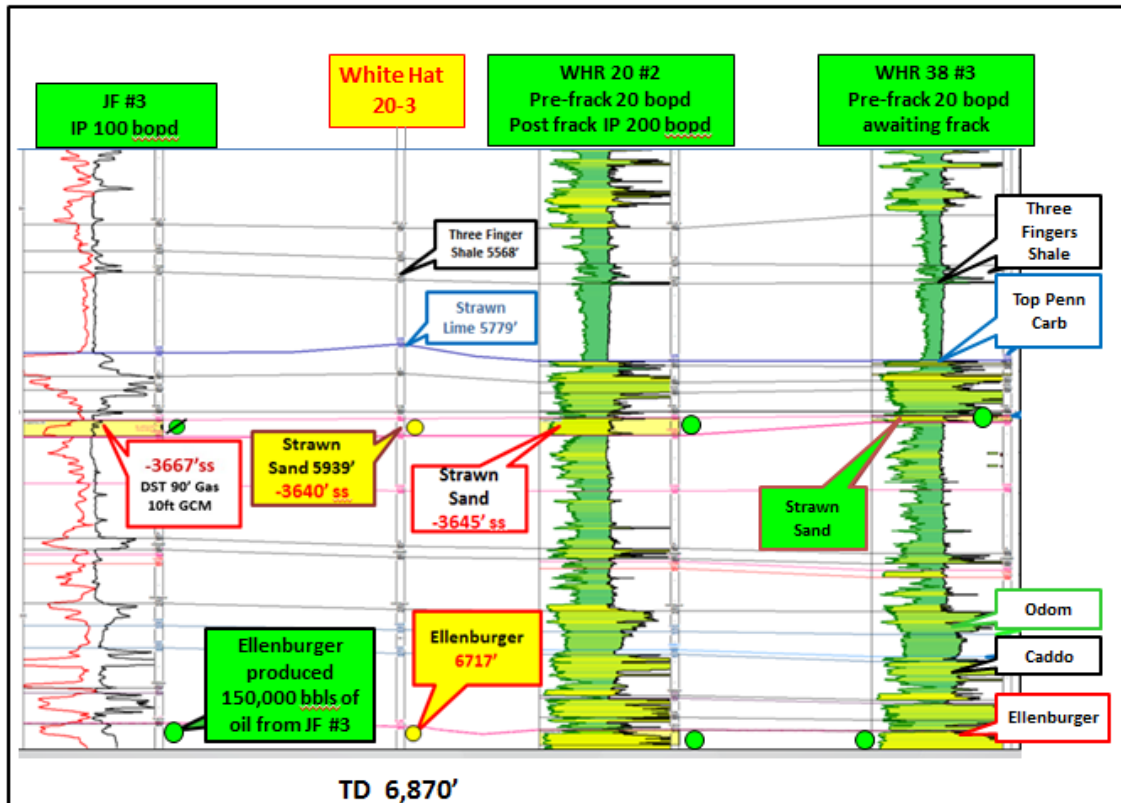 JF #3
IP 100 bopd
White Hat
20-3
WHR 20 #2
Pre-frack 20 bopd
Post frack IP 200 bopd
WHR 38 #3
Pre-frack 20 bopd
awaiting frack
Three Finger
Shale 5568’
Three
Fingers
Shale
Strawn
Lime 5779’
Top Penn
Carb
-3667’ss
DST 90’ Gas
10ft GCM
Strawn
Sand 5939’
-3640’ ss
Strawn
Sand
-3645’ ss
Strawn
Sand
Odom
Caddo
Ellenburger
produced
150,000 bbls of
oil from JF #3
Ellenburger
6717’
Ellenburger
TD 6,870’